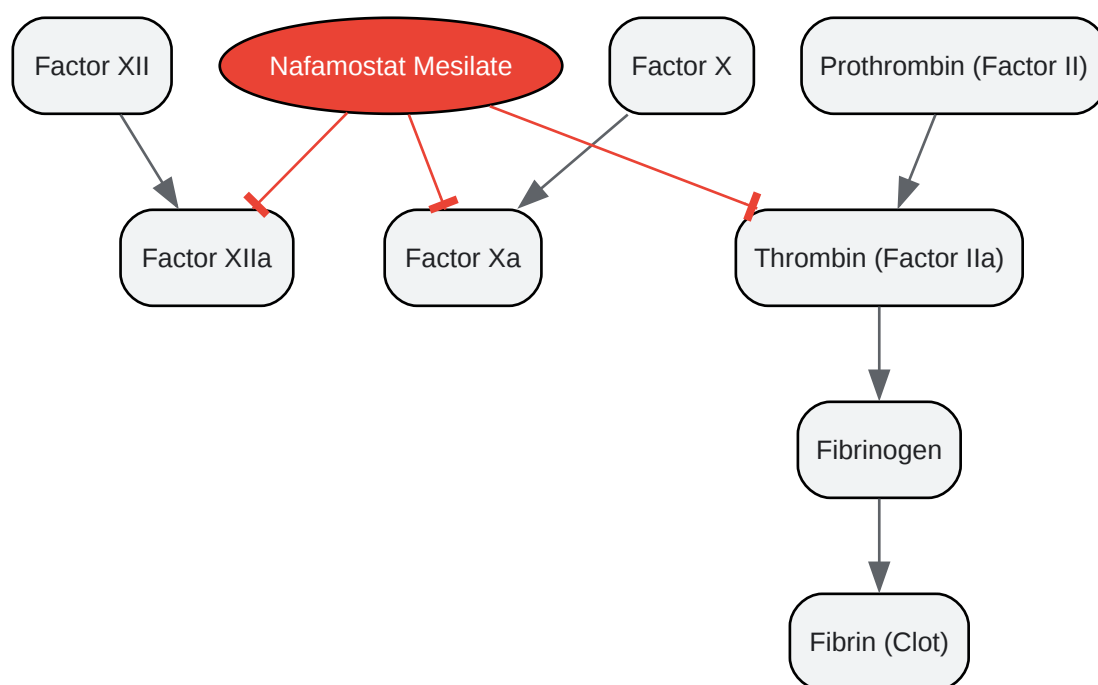 Factor XII
Nafamostat Mesilate
Factor X
Prothrombin (Factor II)
Factor XIIa
Factor Xa
Thrombin (Factor IIa)
Fibrinogen
Fibrin (Clot)